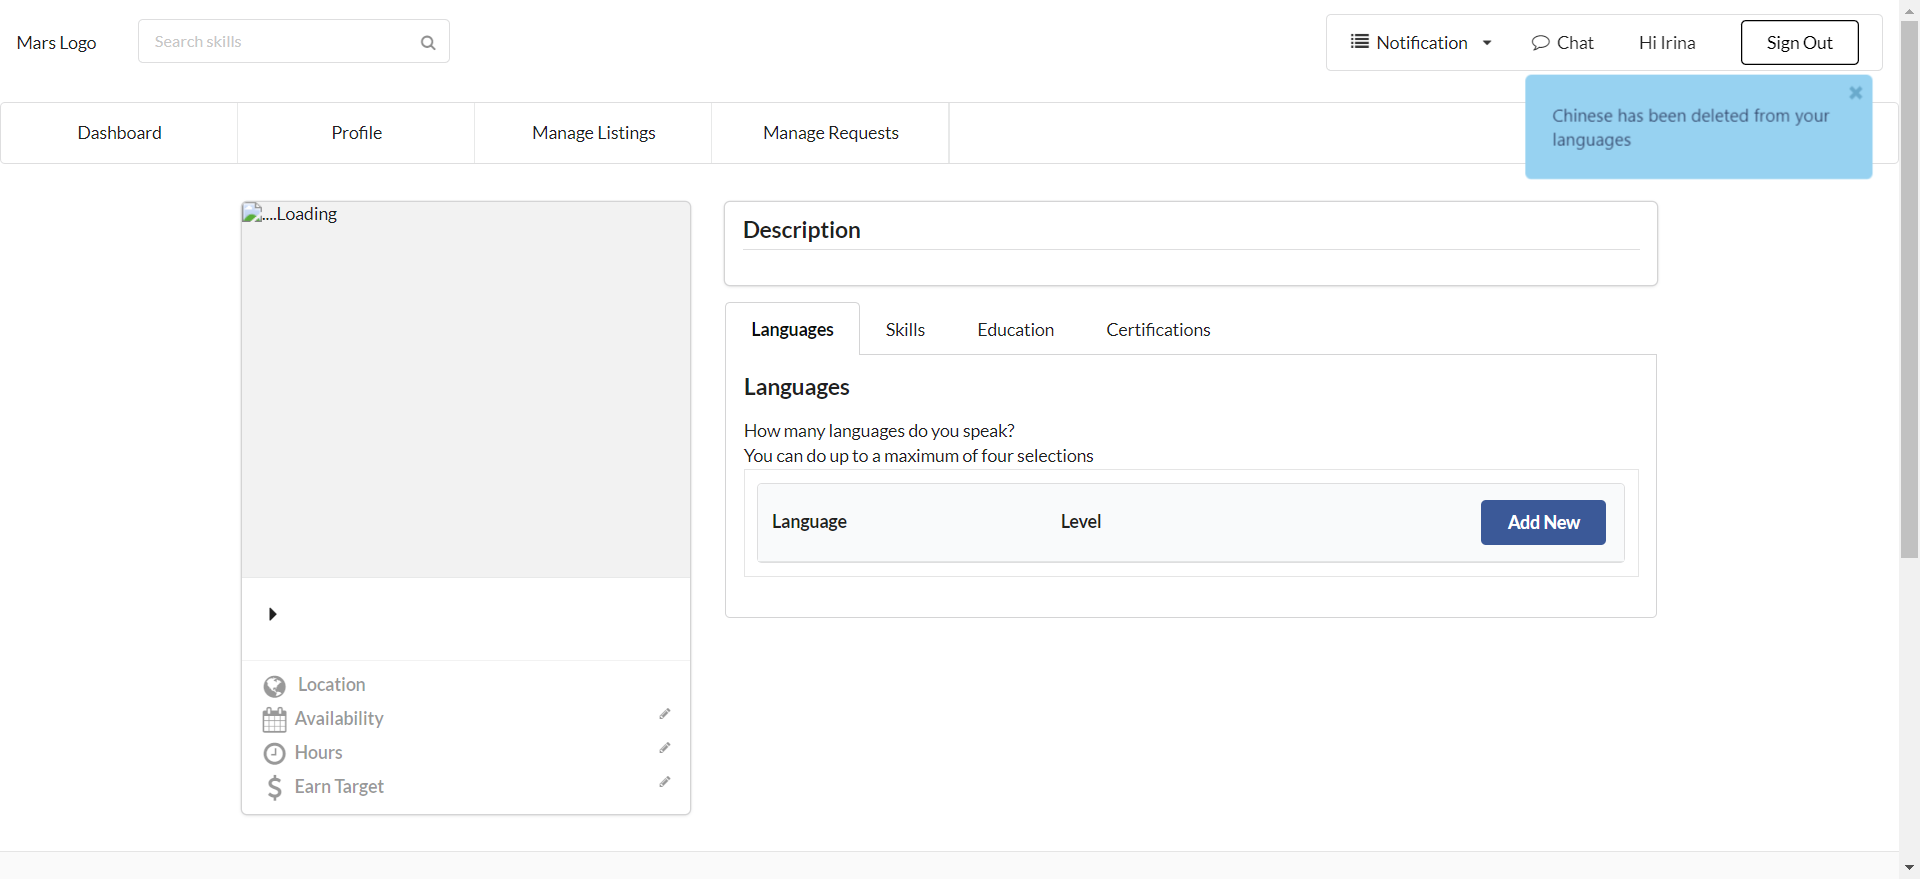 Mars Logo
Search skills
Notification
Chat
Hi Irina
Sign Out
Chinese has been deleted from your
languages
Dashboard
Profile
Manage Listings
Manage Requests
....Loading
Location
Availability
Hours
Earn Target
Description
Languages
Skills
Education
Certifications
Languages
How many languages do you speak?
You can do up to a maximum of four selections
Language
Level
Add New